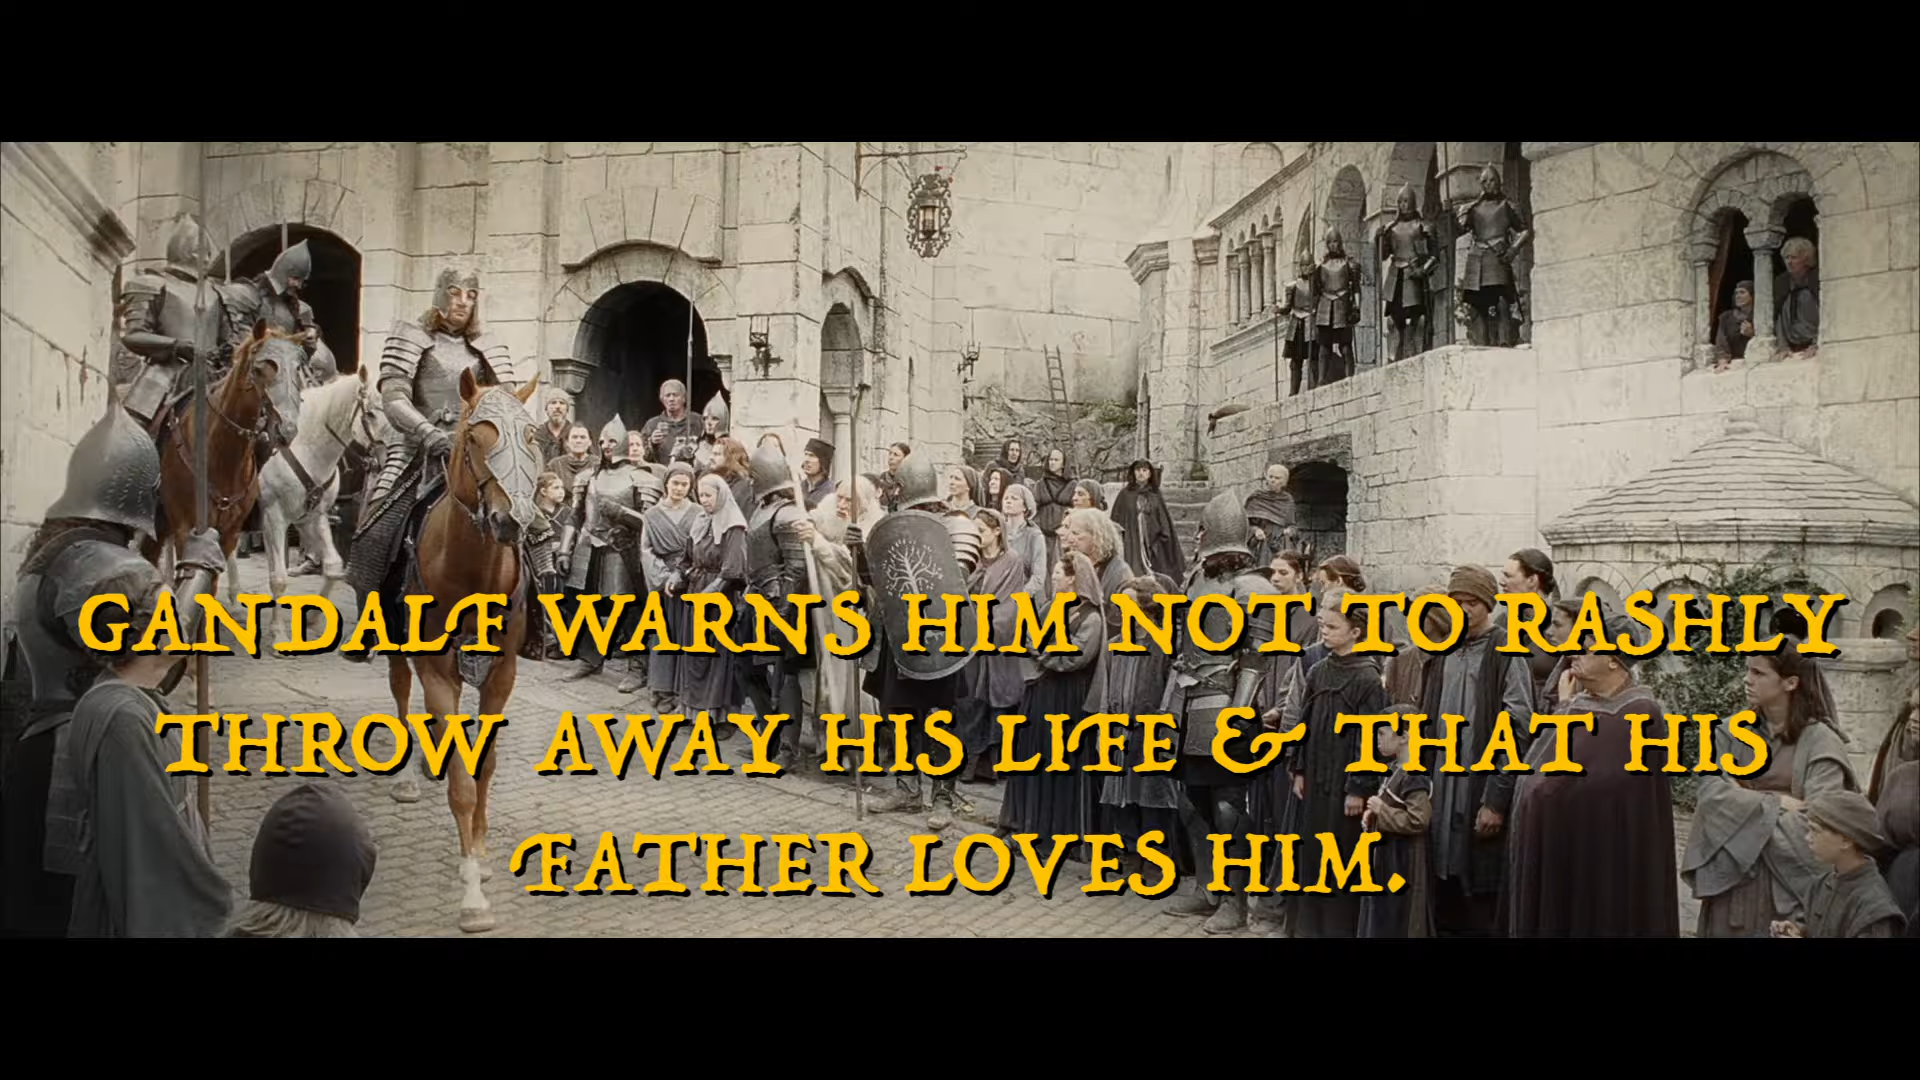 GANDALF WARNS HIM NOT TO RASHLY
THROW AWAY HIS LIFE & THAT HIS
FATHER LOVES HIM.